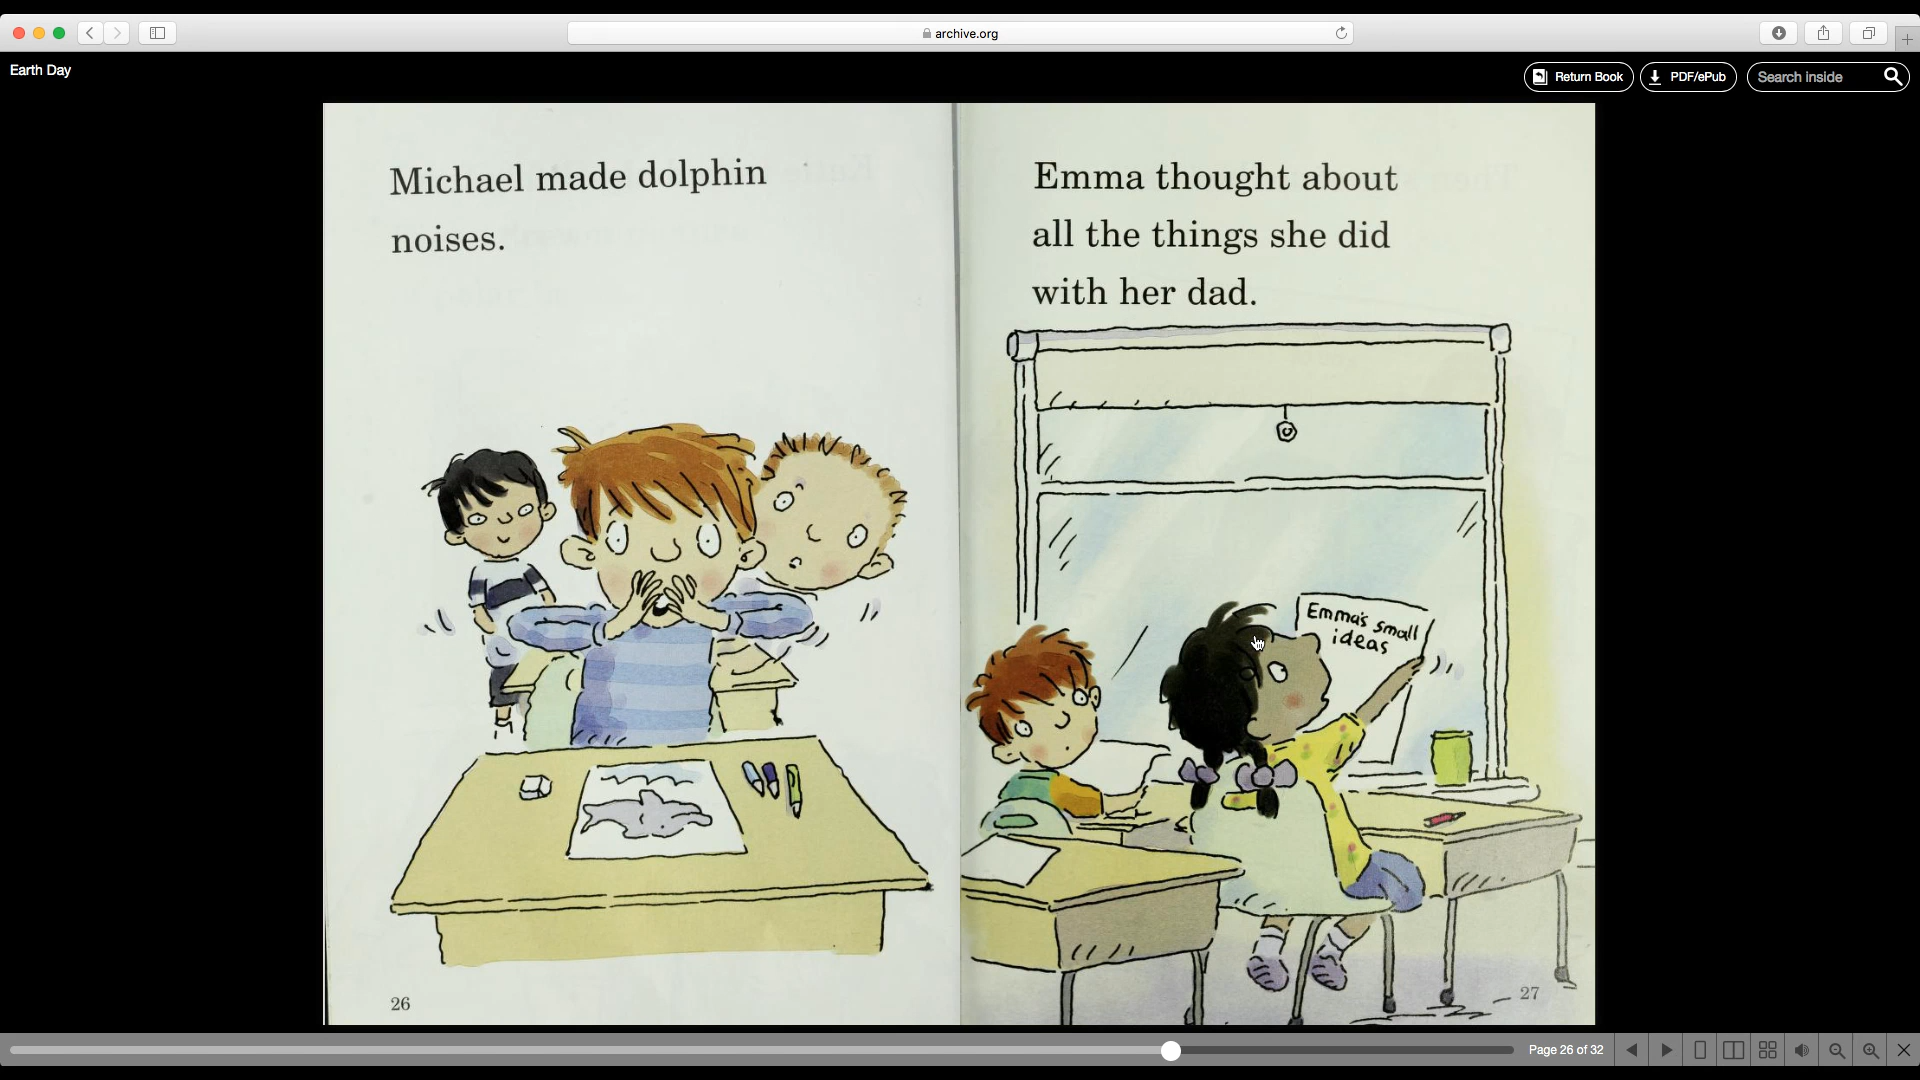 archive.org
Earth Day
Return Book
PDF/ePub
Search inside
Michael made dolphin
noises.
26
Emma thought about
all the things she did
with her dad.
Emma's small
ideas
27
Page 26 of 32